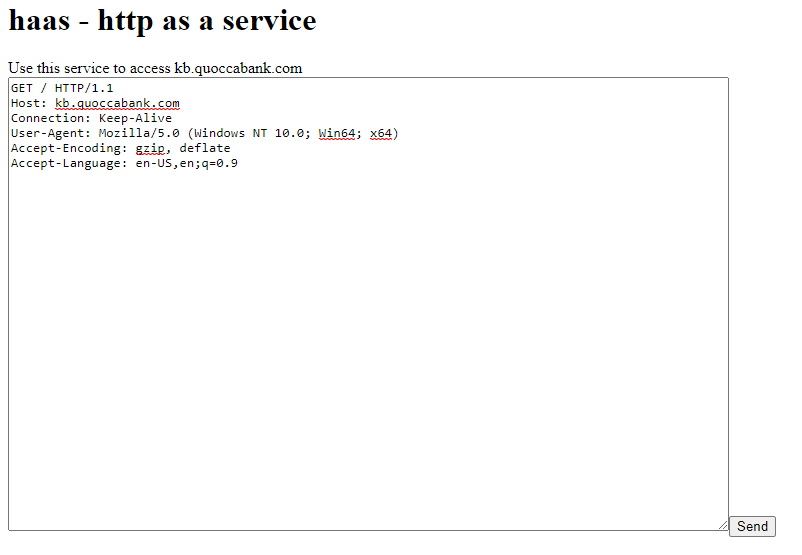 haas - http as a service
Use this service to access kb.quoccabank.com
GET / HTTP/1.1
Host: kb.quoccabank.com
Connection: Keep-Alive
User-Agent: Mozilla/5.0 (Windows NT 10.0; Win64; x64)
Accept-Encoding: gzip, deflate
Accept-Language: en-US,en;q=0.9
Send